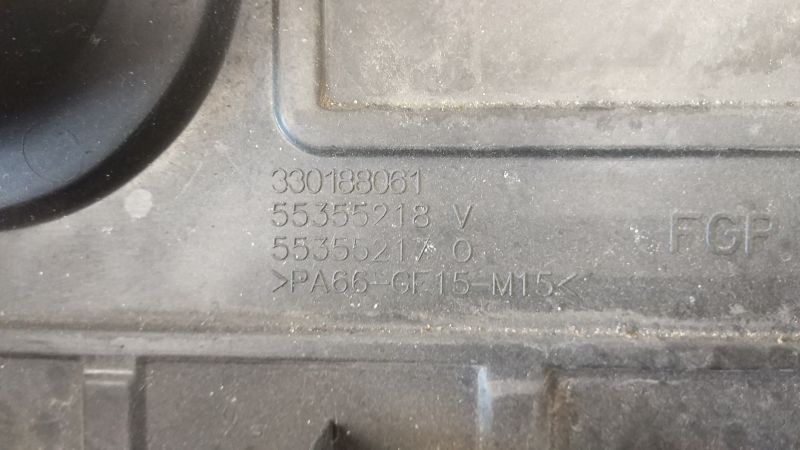 330188061
55355218 V
55355217 O
FGP
>PA66-GF15-M15<